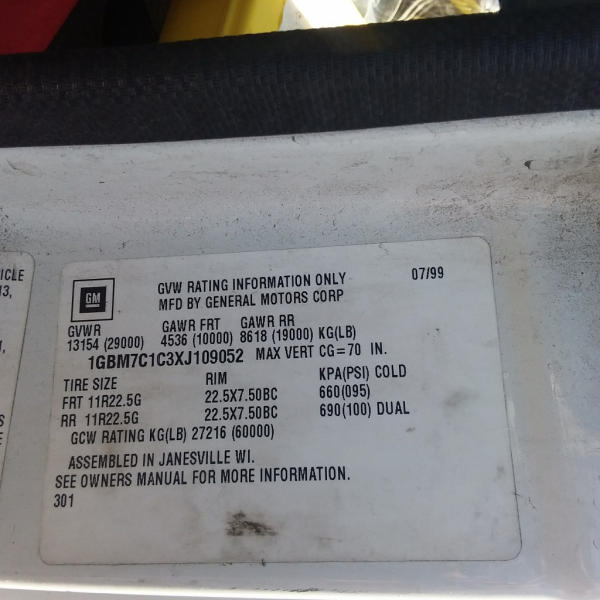 GM
GVW RATING INFORMATION ONLY 07/99
MFD BY GENERAL MOTORS CORP
GVWR GAWR FRT GAWR RR
13154 (29000) 4536 (10000) 8618 (19000) KG(LB)
1GBM7C1C3XJ109052 MAX VERT CG=70 IN.
TIRE SIZE RIM KPA(PSI) COLD
FRT 11R22.5G 22.5X7.50BC 660(095)
RR 11R22.5G 22.5X7.50BC 690(100) DUAL
GCW RATING KG(LB) 27216 (60000)
ASSEMBLED IN JANESVILLE WI.
SEE OWNERS MANUAL FOR MORE INFORMATION.
301